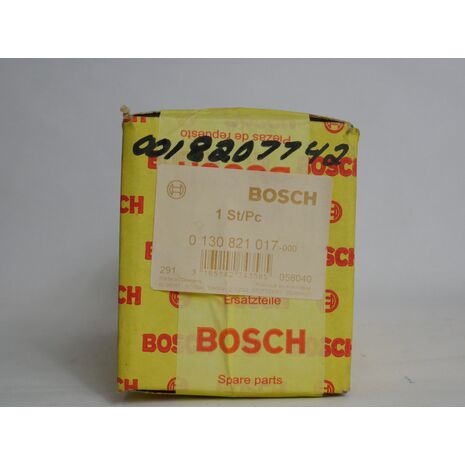 Piezas de repuesto
0018207742
BOSCH
BOSCH
1 St/Pc
0 130 821 017-000
291
058040
Ersatzteile
BOSCH
BOSCH
Spare parts